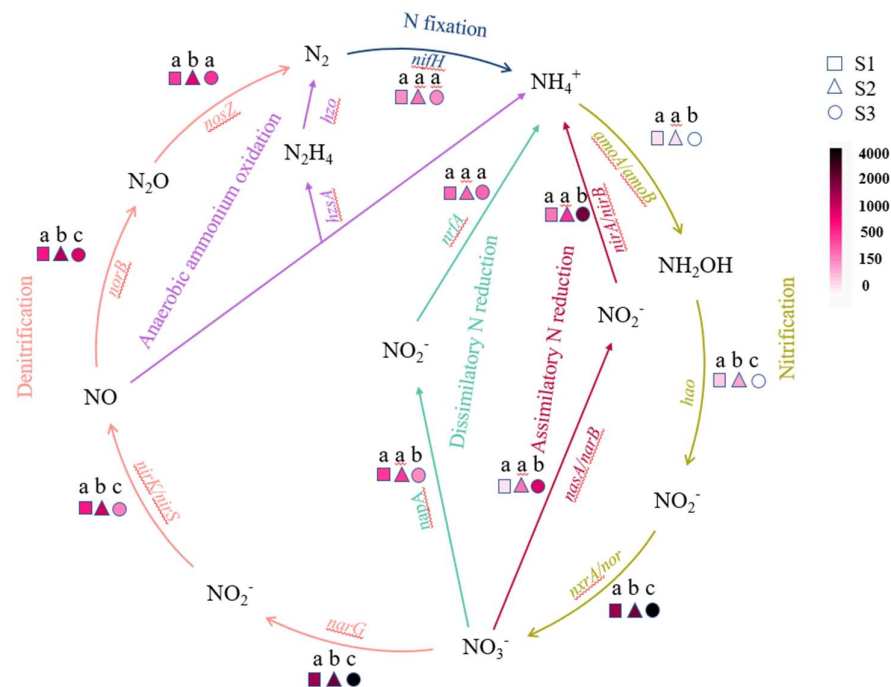 N fixation
N₂
nifH
a a a
NH₄⁺
a b a
nosZ
hzo
N₂H₄
N₂O
Anaerobic ammonium oxidation
hzsA
a b c
norB
Denitrification
NO
a a a
nrfA
a a b
nirA/nirB
a a b
amoA/amoB
NH₂OH
S1
S2
S3
4000
2000
1000
500
150
0
NO₂⁻
Dissimilatory N reduction
Assimilatory N reduction
NO₂⁻
a b c
hao
Nitrification
a b c
nirK/nirS
a a b
napA
a a b
nasA/narB
NO₂⁻
NO₂⁻
narG
a b c
NO₃⁻
nxrA/nor
a b c